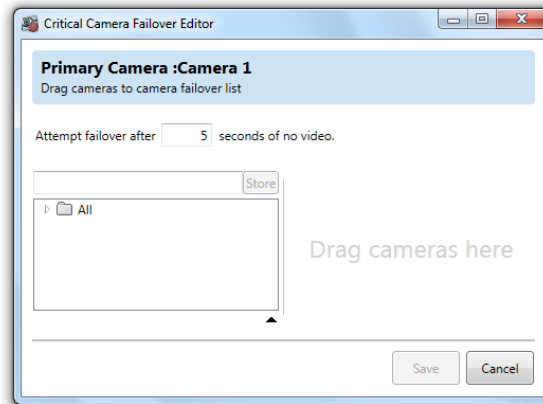 Critical Camera Failover Editor
Primary Camera :Camera 1
Drag cameras to camera failover list
Attempt failover after 5 seconds of no video.
Store
All
Drag cameras here
Save Cancel